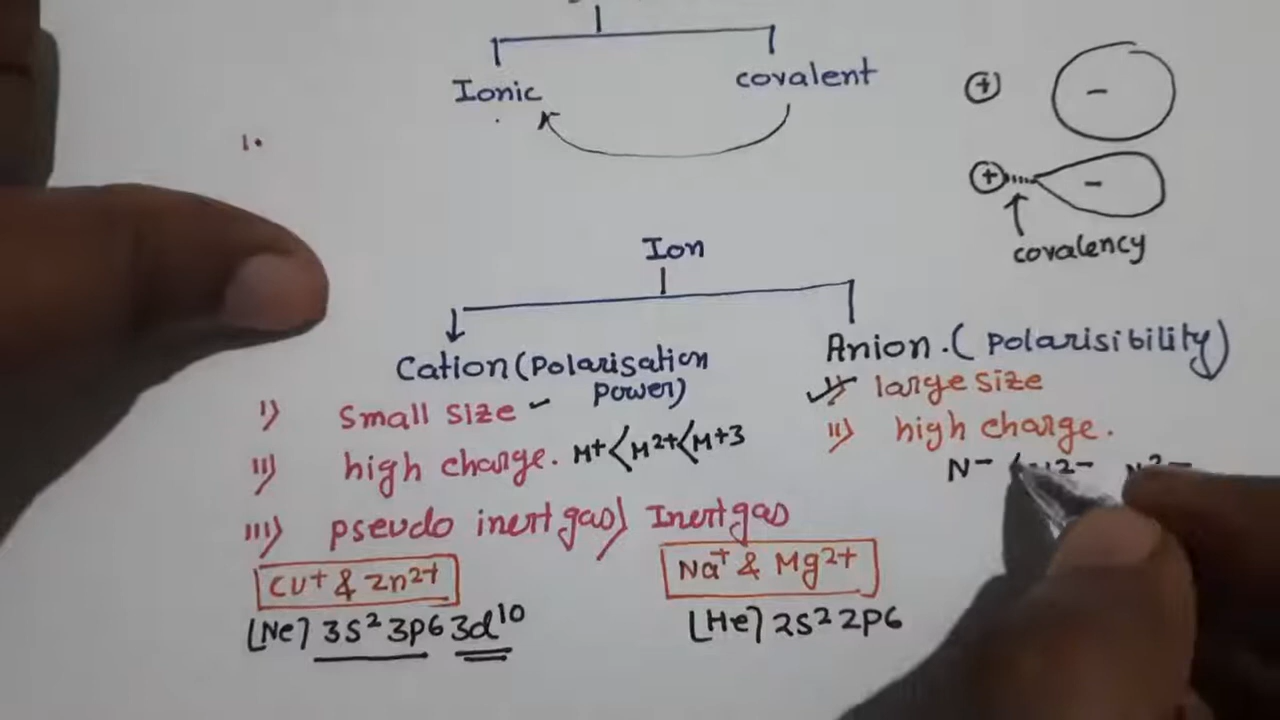 Ionic
covalent
+
-
1.
+
-
covalency
Ion
Cation (Polarisation
Power)
Anion. (Polarisibility)
I) Small size
II) high charge. M+ < M2+ < M+3
III) pseudo inert gas) Inert gas
I) large size
II) high charge.
N- <
Cu+ & Zn2+
Na+ & Mg2+
[Ne] 3s2 3p6 3d10
[He] 2s2 2p6